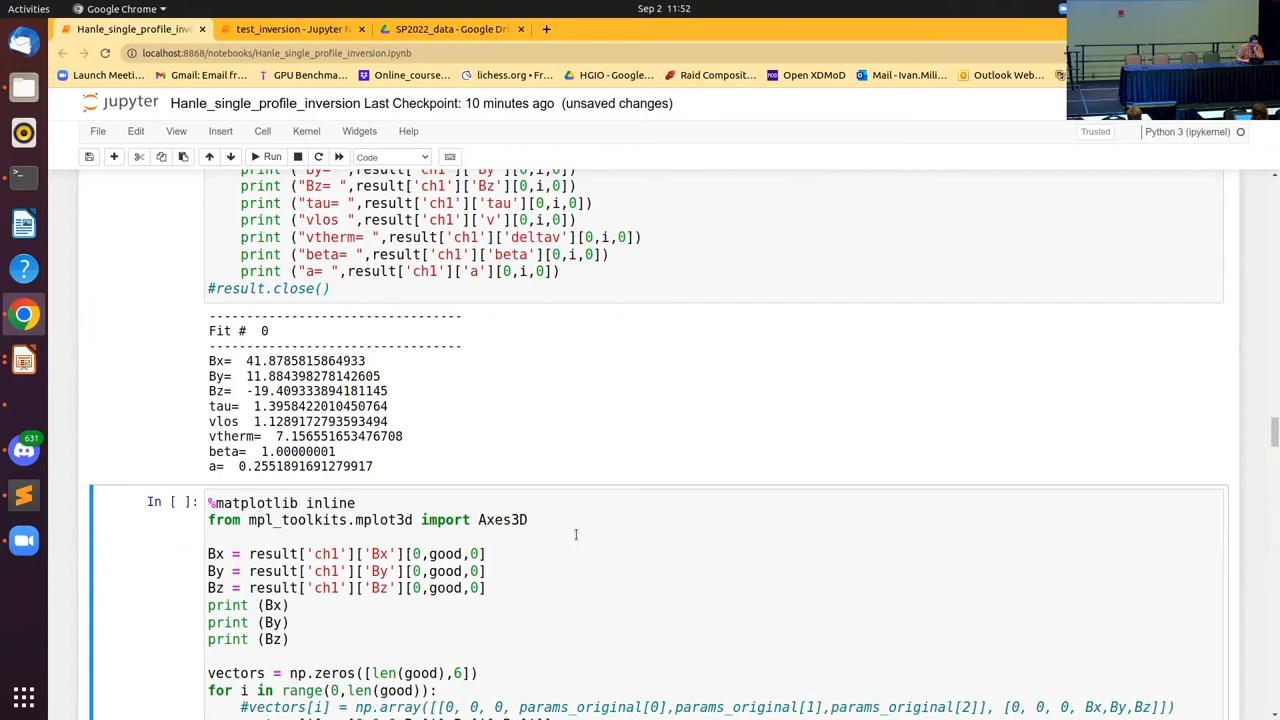 Activities
Google Chrome
Sep 2 11:52
Hanle_single_profile_inve
test_inversion - Jupyter N
SP2022_data - Google Dri
localhost:8868/notebooks/Hanle_single_profile_inversion.ipynb
Launch Meeti...
Gmail: Email fr...
GPU Benchma...
Online_course...
lichess.org • Fr...
HGIO - Google...
Raid Composit...
Open XDMoD
Mail - Ivan.Mili...
Outlook Web...
jupyter Hanle_single_profile_inversion Last Checkpoint: 10 minutes ago (unsaved changes)
File Edit View Insert Cell Kernel Widgets Help
Trusted
Python 3 (ipykernel)
Run
Code
print ("By= ",result['ch1']['By'][0,i,0])
print ("Bz= ",result['ch1']['Bz'][0,i,0])
print ("tau= ",result['ch1']['tau'][0,i,0])
print ("vlos ",result['ch1']['v'][0,i,0])
print ("vtherm= ",result['ch1']['deltav'][0,i,0])
print ("beta= ",result['ch1']['beta'][0,i,0])
print ("a= ",result['ch1']['a'][0,i,0])
#result.close()
---------------------------------
Fit # 0
---------------------------------
Bx= 41.8785815864933
By= 11.884398278142605
Bz= -19.409333894181145
tau= 1.3958422010450764
vlos 1.1289172793593494
vtherm= 7.156551653476708
beta= 1.00000001
a= 0.2551891691279917
In [ ]:
%matplotlib inline
from mpl_toolkits.mplot3d import Axes3D
Bx = result['ch1']['Bx'][0,good,0]
By = result['ch1']['By'][0,good,0]
Bz = result['ch1']['Bz'][0,good,0]
print (Bx)
print (By)
print (Bz)
vectors = np.zeros([len(good),6])
for i in range(0,len(good)):
#vectors[i] = np.array([[0, 0, 0, params_original[0],params_original[1],params_original[2]], [0, 0, 0, Bx,By,Bz]])
631